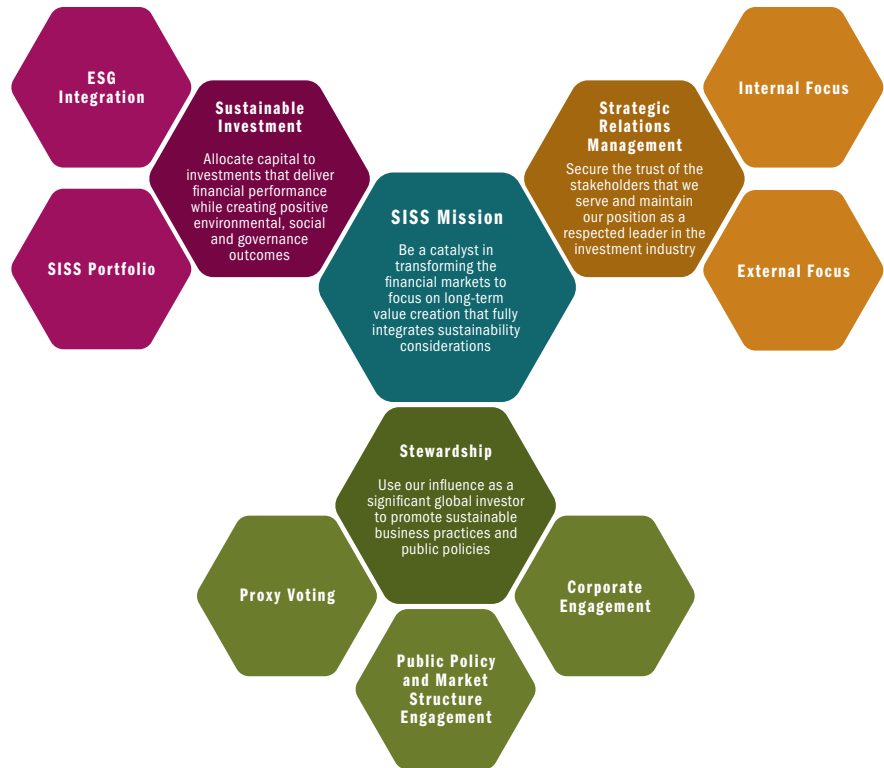 ESG
Integration
SISS Portfolio
Sustainable
Investment
Allocate capital to
investments that deliver
financial performance
while creating positive
environmental, social
and governance
outcomes
SISS Mission
Be a catalyst in
transforming the
financial markets to
focus on long-term
value creation that fully
integrates sustainability
considerations
Strategic
Relations
Management
Secure the trust of the
stakeholders that we
serve and maintain
our position as a
respected leader in the
investment industry
Internal Focus
External Focus
Stewardship
Use our influence as a
significant global investor
to promote sustainable
business practices and
public policies
Proxy Voting
Public Policy
and Market
Structure
Engagement
Corporate
Engagement